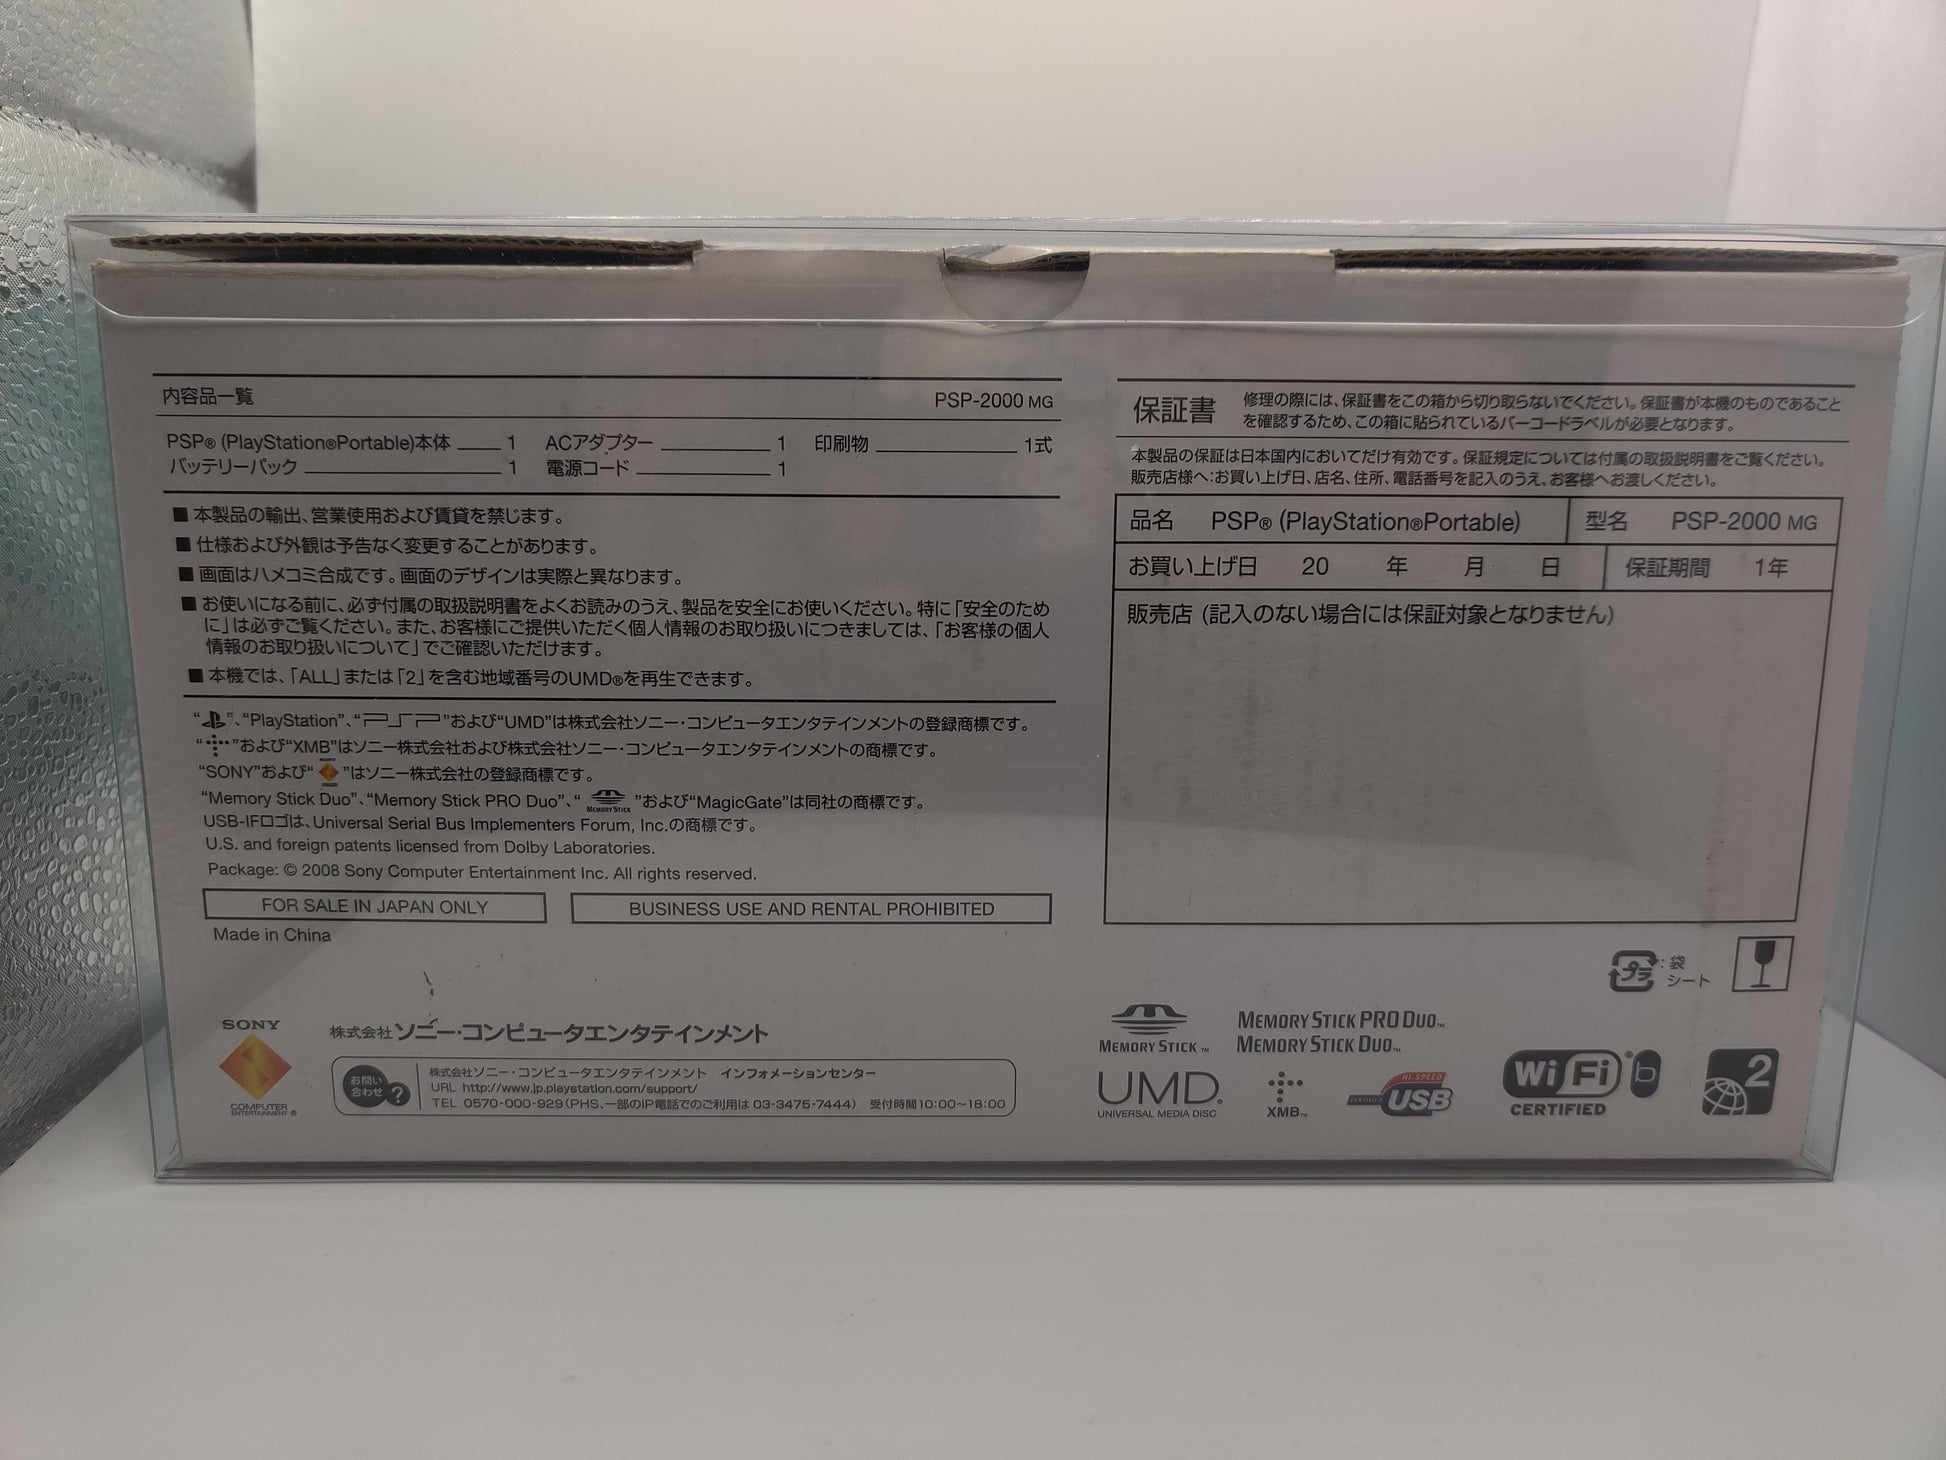 内容品一覧 PSP-2000 MG
PSP® (PlayStation®Portable)本体 1 ACアダプター 1 印刷物 1式
バッテリーパック 1 電源コード 1
■ 本製品の輸出、営業使用および賃貸を禁じます。
■ 仕様および外観は予告なく変更することがあります。
■ 画面はハメコミ合成です。画面のデザインは実際と異なります。
■ お使いになる前に、必ず付属の取扱説明書をよくお読みのうえ、製品を安全にお使いください。特に「安全のため
に」は必ずご覧ください。また、お客様にご提供いただく個人情報のお取り扱いにつきましては、「お客様の個人
情報のお取り扱いについて」でご確認いただけます。
■ 本機では、「ALL」または「2」を含む地域番号のUMD®を再生できます。
“ ”、“PlayStation”、“PSP”および“UMD”は株式会社ソニー・コンピュータエンタテインメントの登録商標です。
“ ”および“XMB”はソニー株式会社および株式会社ソニー・コンピュータエンタテインメントの商標です。
“SONY”および“ ”はソニー株式会社の登録商標です。
“Memory Stick Duo”、“Memory Stick PRO Duo”、“ MEMORY STICK ”および“MagicGate”は同社の商標です。
USB-IFロゴは、Universal Serial Bus Implementers Forum, Inc.の商標です。
U.S. and foreign patents licensed from Dolby Laboratories.
Package: © 2008 Sony Computer Entertainment Inc. All rights reserved.
FOR SALE IN JAPAN ONLY BUSINESS USE AND RENTAL PROHIBITED
Made in China
SONY
COMPUTER
ENTERTAINMENT ®
株式会社ソニー・コンピュータエンタテインメント
お問い
合わせ ?
株式会社ソニー・コンピュータエンタテインメント インフォメーションセンター
URL http://www.jp.playstation.com/support/
TEL 0570-000-929(PHS、一部のIP電話でのご利用は 03-3475-7444) 受付時間10:00～18:00
保証書
修理の際には、保証書をこの箱から切り取らないでください。保証書が本機のものであること
を確認するため、この箱に貼られているバーコードラベルが必要となります。
本製品の保証は日本国内においてだけ有効です。保証規定については付属の取扱説明書をご覧ください。
販売店様へ：お買い上げ日、店名、住所、電話番号を記入のうえ、お客様へお渡しください。
品名 PSP® (PlayStation®Portable) 型名 PSP-2000 MG
お買い上げ日 20 年 月 日 保証期間 1年
販売店 (記入のない場合には保証対象となりません)
プラ : 袋
シート
MEMORY STICK™
MEMORY STICK PRO DUO™
MEMORY STICK DUO™
UMD®
UNIVERSAL MEDIA DISC
XMB™
HI-SPEED
CERTIFIED USB
Wi Fi ® b
CERTIFIED
2